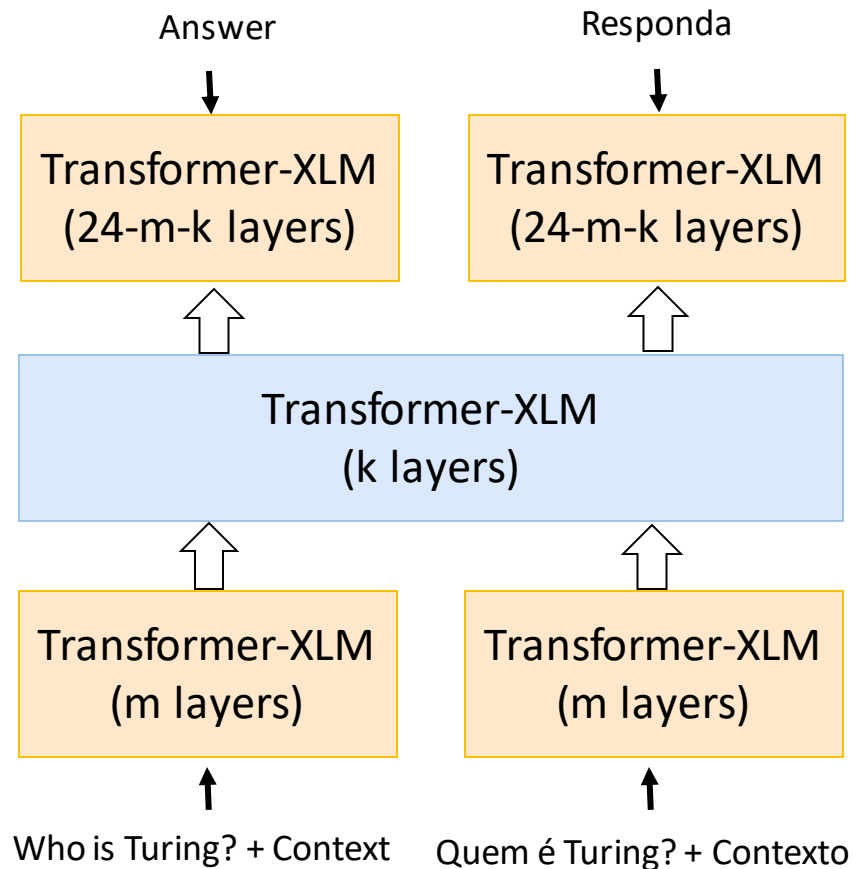 Answer
Responda
Transformer-XLM
(24-m-k layers)
Transformer-XLM
(24-m-k layers)
Transformer-XLM
(k layers)
Transformer-XLM
(m layers)
Transformer-XLM
(m layers)
Who is Turing? + Context
Quem é Turing? + Contexto